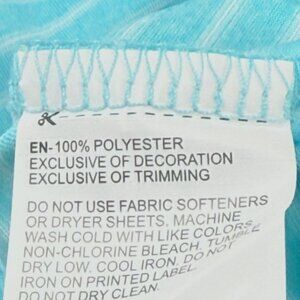 EN-100% POLYESTER
EXCLUSIVE OF DECORATION
EXCLUSIVE OF TRIMMING
DO NOT USE FABRIC SOFTENERS
OR DRYER SHEETS. MACHINE
WASH COLD WITH LIKE COLORS.
NON-CHLORINE BLEACH. TUMBLE
DRY LOW. COOL IRON. DO NOT
IRON ON PRINTED LABEL.
DO NOT DRY CLEAN.